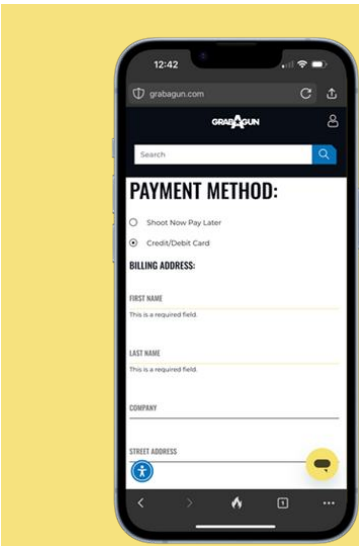 12:42
grabagun.com
GRABAGUN
Search
PAYMENT METHOD:
Shoot Now Pay Later
Credit/Debit Card
BILLING ADDRESS:
FIRST NAME
This is a required field.
LAST NAME
This is a required field.
COMPANY
STREET ADDRESS
1